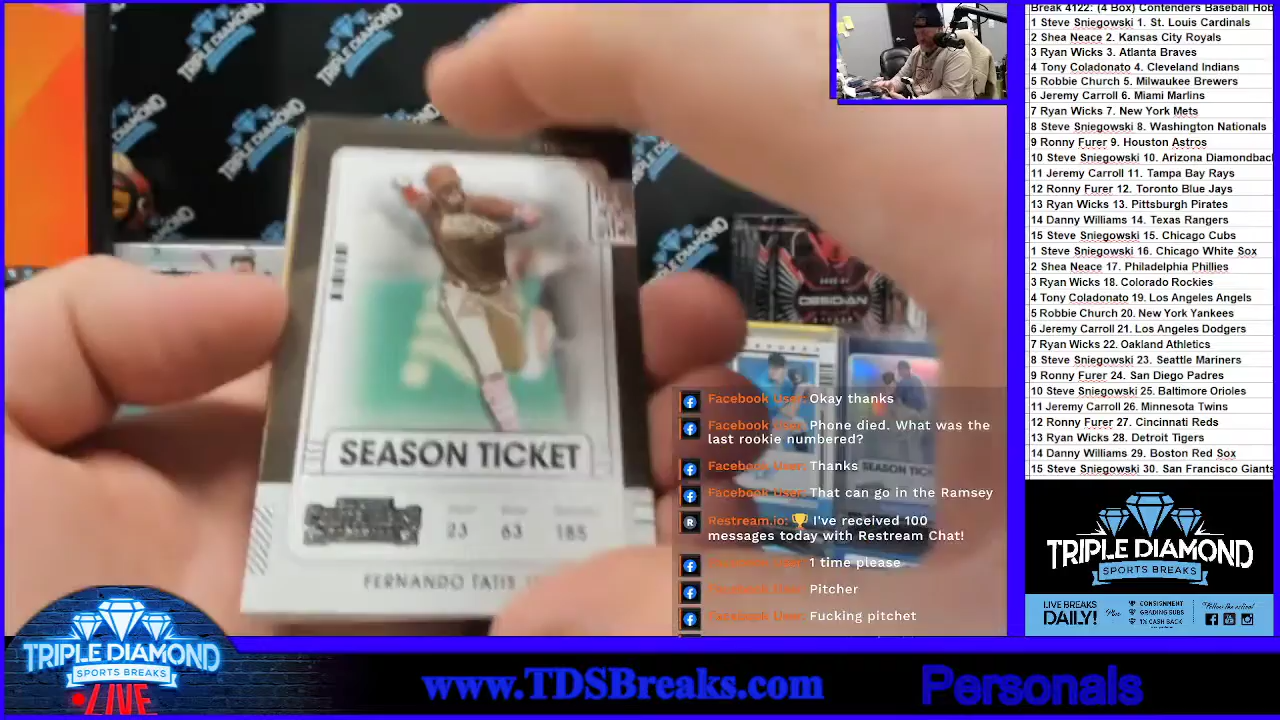 TRIPLE DIAMOND
SPORTS BREAKS
TRIPLE DIAMOND
OBSIDIAN
SEASON TICKET
23 63 185
FERNANDO TATIS
SEASON TICK
Facebook User: Okay thanks
Facebook User: Phone died. What was the
last rookie numbered?
Facebook User: Thanks
Facebook User: That can go in the Ramsey
Restream.io: 🏆 I've received 100
messages today with Restream Chat!
Facebook User: 1 time please
Facebook User: Pitcher
Facebook User: Fucking pitchet
Break 4122: (4 Box) Contenders Baseball Hob
1 Steve Sniegowski 1. St. Louis Cardinals
2 Shea Neace 2. Kansas City Royals
3 Ryan Wicks 3. Atlanta Braves
4 Tony Coladonato 4. Cleveland Indians
5 Robbie Church 5. Milwaukee Brewers
6 Jeremy Carroll 6. Miami Marlins
7 Ryan Wicks 7. New York Mets
8 Steve Sniegowski 8. Washington Nationals
9 Ronny Furer 9. Houston Astros
10 Steve Sniegowski 10. Arizona Diamondback
11 Jeremy Carroll 11. Tampa Bay Rays
12 Ronny Furer 12. Toronto Blue Jays
13 Ryan Wicks 13. Pittsburgh Pirates
14 Danny Williams 14. Texas Rangers
15 Steve Sniegowski 15. Chicago Cubs
1 Steve Sniegowski 16. Chicago White Sox
2 Shea Neace 17. Philadelphia Phillies
3 Ryan Wicks 18. Colorado Rockies
4 Tony Coladonato 19. Los Angeles Angels
5 Robbie Church 20. New York Yankees
6 Jeremy Carroll 21. Los Angeles Dodgers
7 Ryan Wicks 22. Oakland Athletics
8 Steve Sniegowski 23. Seattle Mariners
9 Ronny Furer 24. San Diego Padres
10 Steve Sniegowski 25. Baltimore Orioles
11 Jeremy Carroll 26. Minnesota Twins
12 Ronny Furer 27. Cincinnati Reds
13 Ryan Wicks 28. Detroit Tigers
14 Danny Williams 29. Boston Red Sox
15 Steve Sniegowski 30. San Francisco Giants
TRIPLE DIAMOND
SPORTS BREAKS
LIVE BREAKS
DAILY!
Plus
CONSIGNMENT
GRADING SUBS
1% CASH BACK
Follow the action!
TRIPLE DIAMOND
SPORTS BREAKS
LIVE
www.TDSBreaks.com
Personals